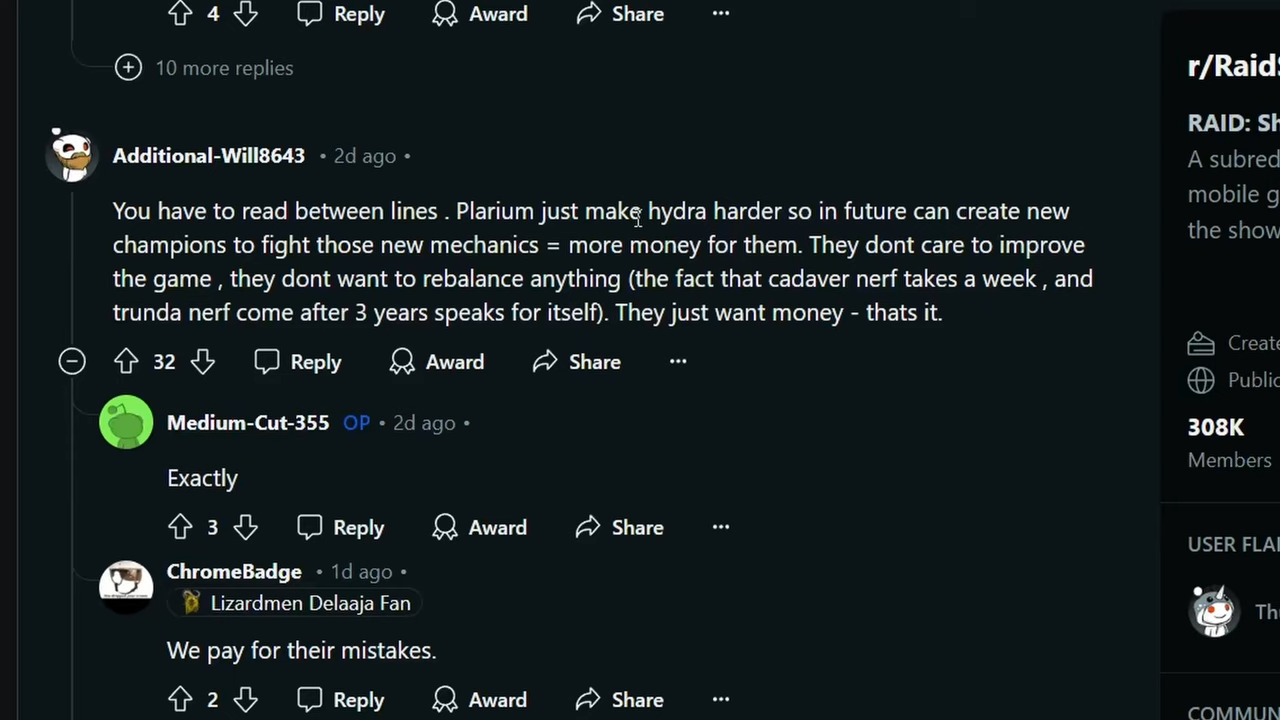 4 Reply Award Share ...
10 more replies
r/Raid
RAID: Sh
A subred
mobile g
the show
Additional-Will8643 • 2d ago •
You have to read between lines . Plarium just make hydra harder so in future can create new
champions to fight those new mechanics = more money for them. They dont care to improve
the game , they dont want to rebalance anything (the fact that cadaver nerf takes a week , and
trunda nerf come after 3 years speaks for itself). They just want money - thats it.
32 Reply Award Share ...
Create
Public
308K
Members
Medium-Cut-355 OP • 2d ago •
Exactly
3 Reply Award Share ...
USER FLAI
ChromeBadge • 1d ago •
Lizardmen Delaaja Fan
Thu
We pay for their mistakes.
2 Reply Award Share ...
COMMUN